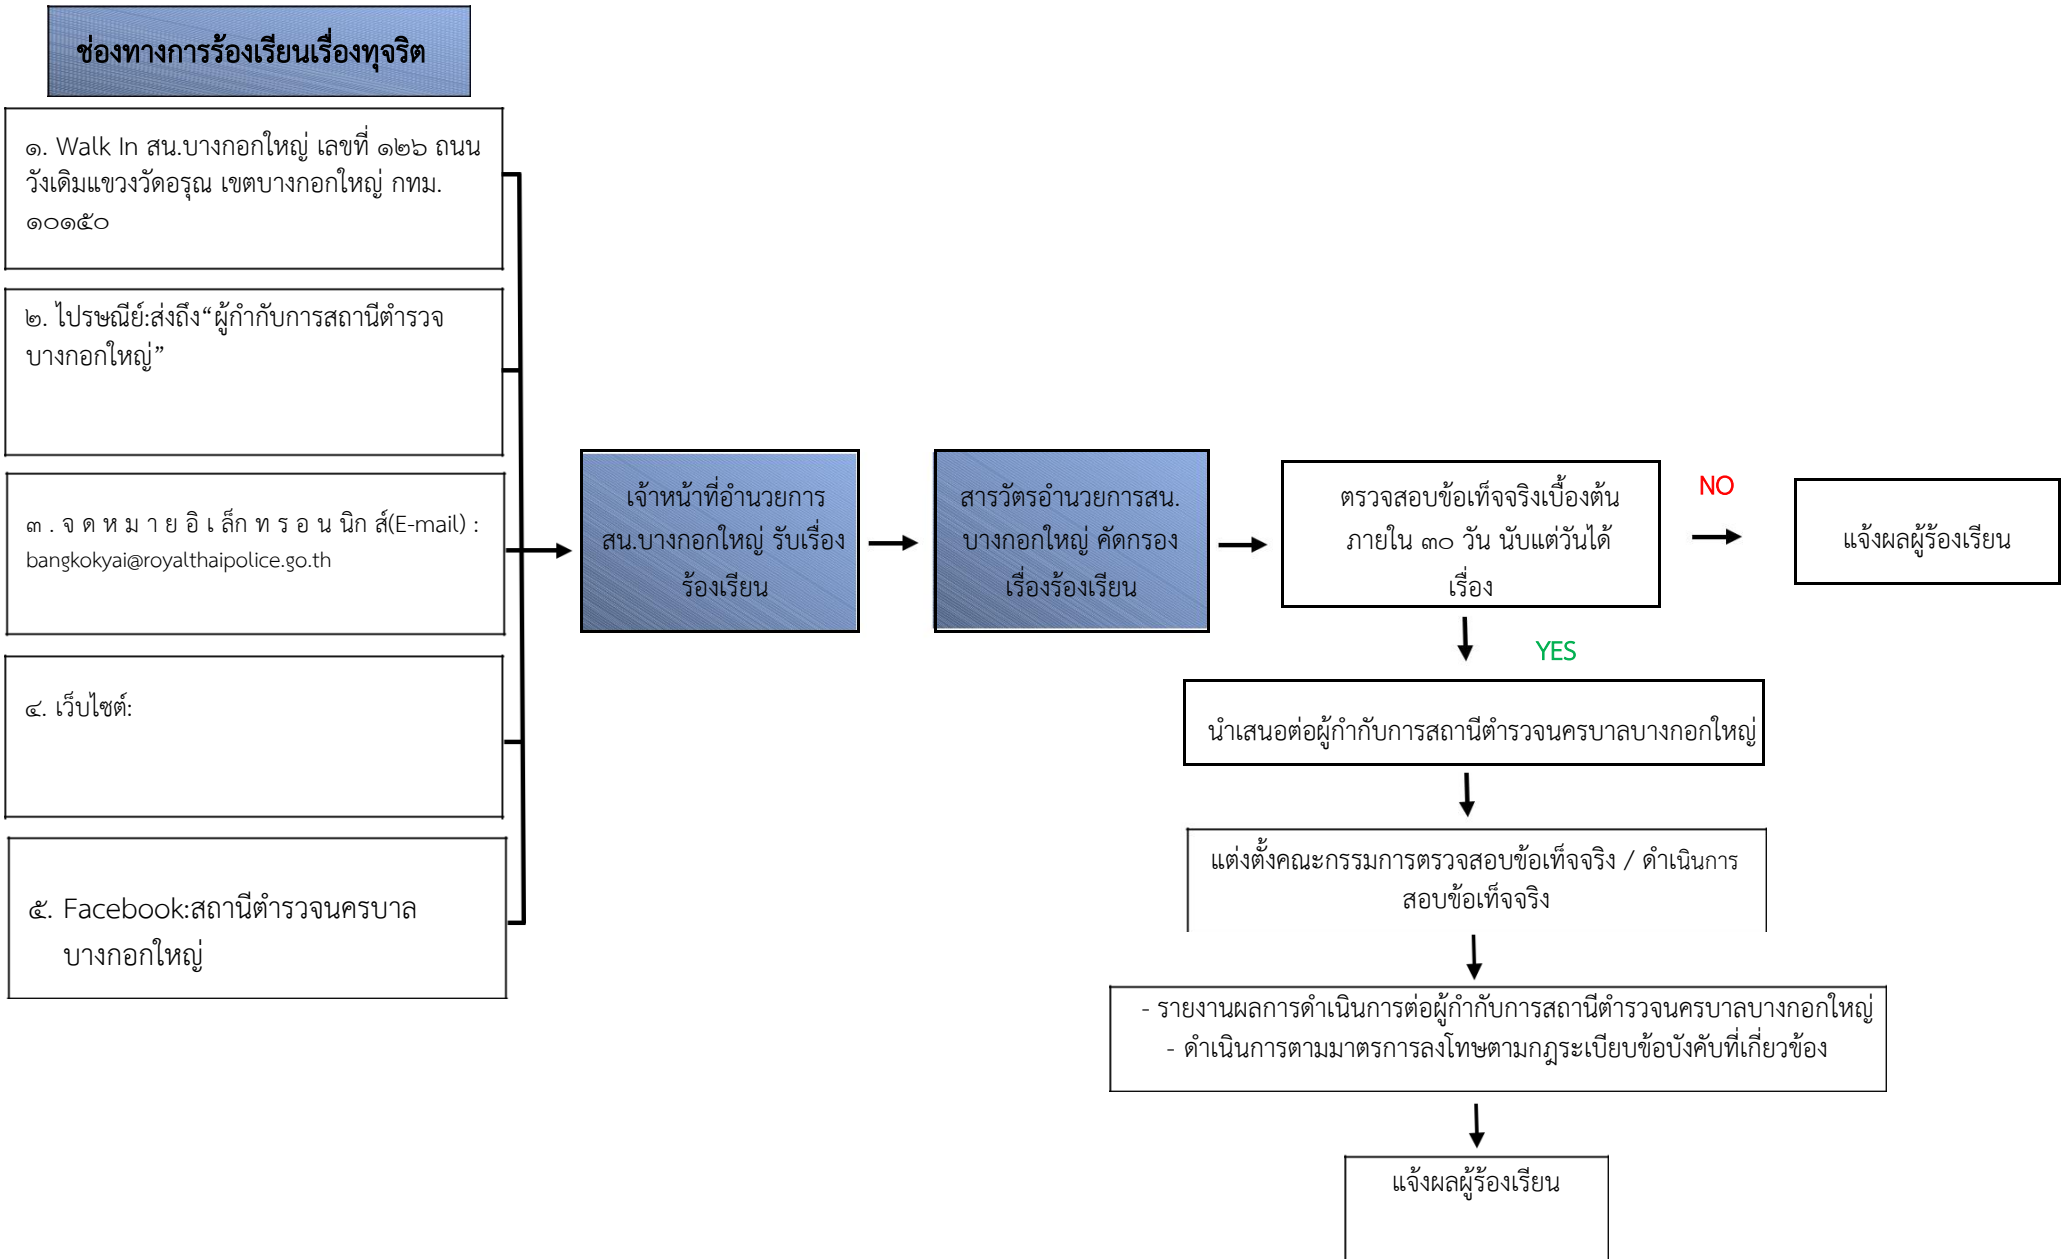 ช่องทางการร้องเรียนเรื่องทุจริต
๑. Walk In สน.บางกอกใหญ่ เลขที่ ๑๒๖ ถนน
วังเดิมแขวงวัดอรุณ เขตบางกอกใหญ่ กทม.
๑๐๑๕๐
๒. ไปรษณีย์:ส่งถึง“ผู้กำกับการสถานีตำรวจ
บางกอกใหญ่”
๓ . จ ด ห ม า ย อิ เ ล็ก ท ร อ น นิก ส์(E-mail) :
bangkokyai@royalthaipolice.go.th
๔. เว็บไซต์:
๕. Facebook:สถานีตำรวจนครบาล
บางกอกใหญ่
เจ้าหน้าที่อำนวยการ
สน.บางกอกใหญ่ รับเรื่อง
ร้องเรียน
สารวัตรอำนวยการสน.
บางกอกใหญ่ คัดกรอง
เรื่องร้องเรียน
ตรวจสอบข้อเท็จจริงเบื้องต้น
ภายใน ๓๐ วัน นับแต่วันได้
เรื่อง
NO
แจ้งผลผู้ร้องเรียน
YES
นำเสนอต่อผู้กำกับการสถานีตำรวจนครบาลบางกอกใหญ่
แต่งตั้งคณะกรรมการตรวจสอบข้อเท็จจริง / ดำเนินการ
สอบข้อเท็จจริง
- รายงานผลการดำเนินการต่อผู้กำกับการสถานีตำรวจนครบาลบางกอกใหญ่
- ดำเนินการตามมาตรการลงโทษตามกฎระเบียบข้อบังคับที่เกี่ยวข้อง
แจ้งผลผู้ร้องเรียน